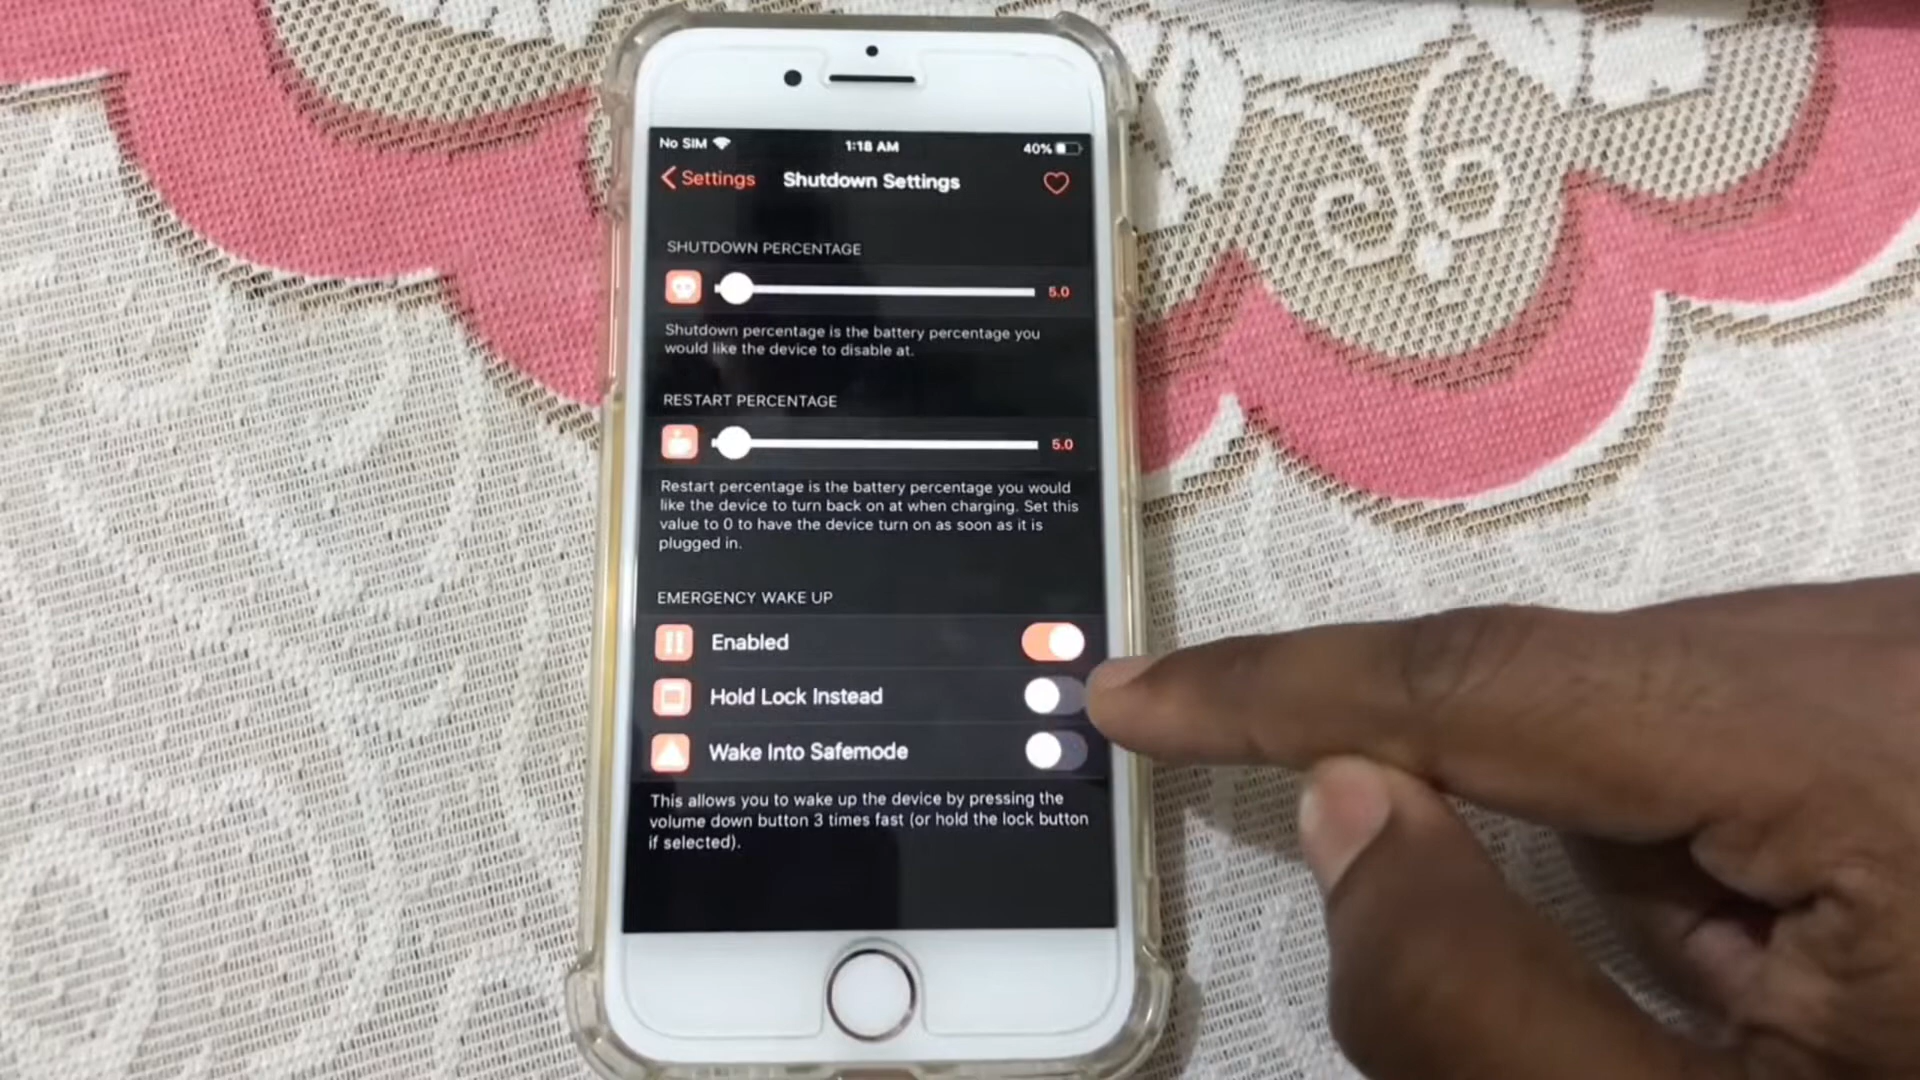 No SIM 1:18 AM 40%
Settings Shutdown Settings
SHUTDOWN PERCENTAGE
5.0
Shutdown percentage is the battery percentage you
would like the device to disable at.
RESTART PERCENTAGE
5.0
Restart percentage is the battery percentage you would
like the device to turn back on at when charging. Set this
value to 0 to have the device turn on as soon as it is
plugged in.
EMERGENCY WAKE UP
Enabled
Hold Lock Instead
Wake Into Safemode
This allows you to wake up the device by pressing the
volume down button 3 times fast (or hold the lock button
if selected).